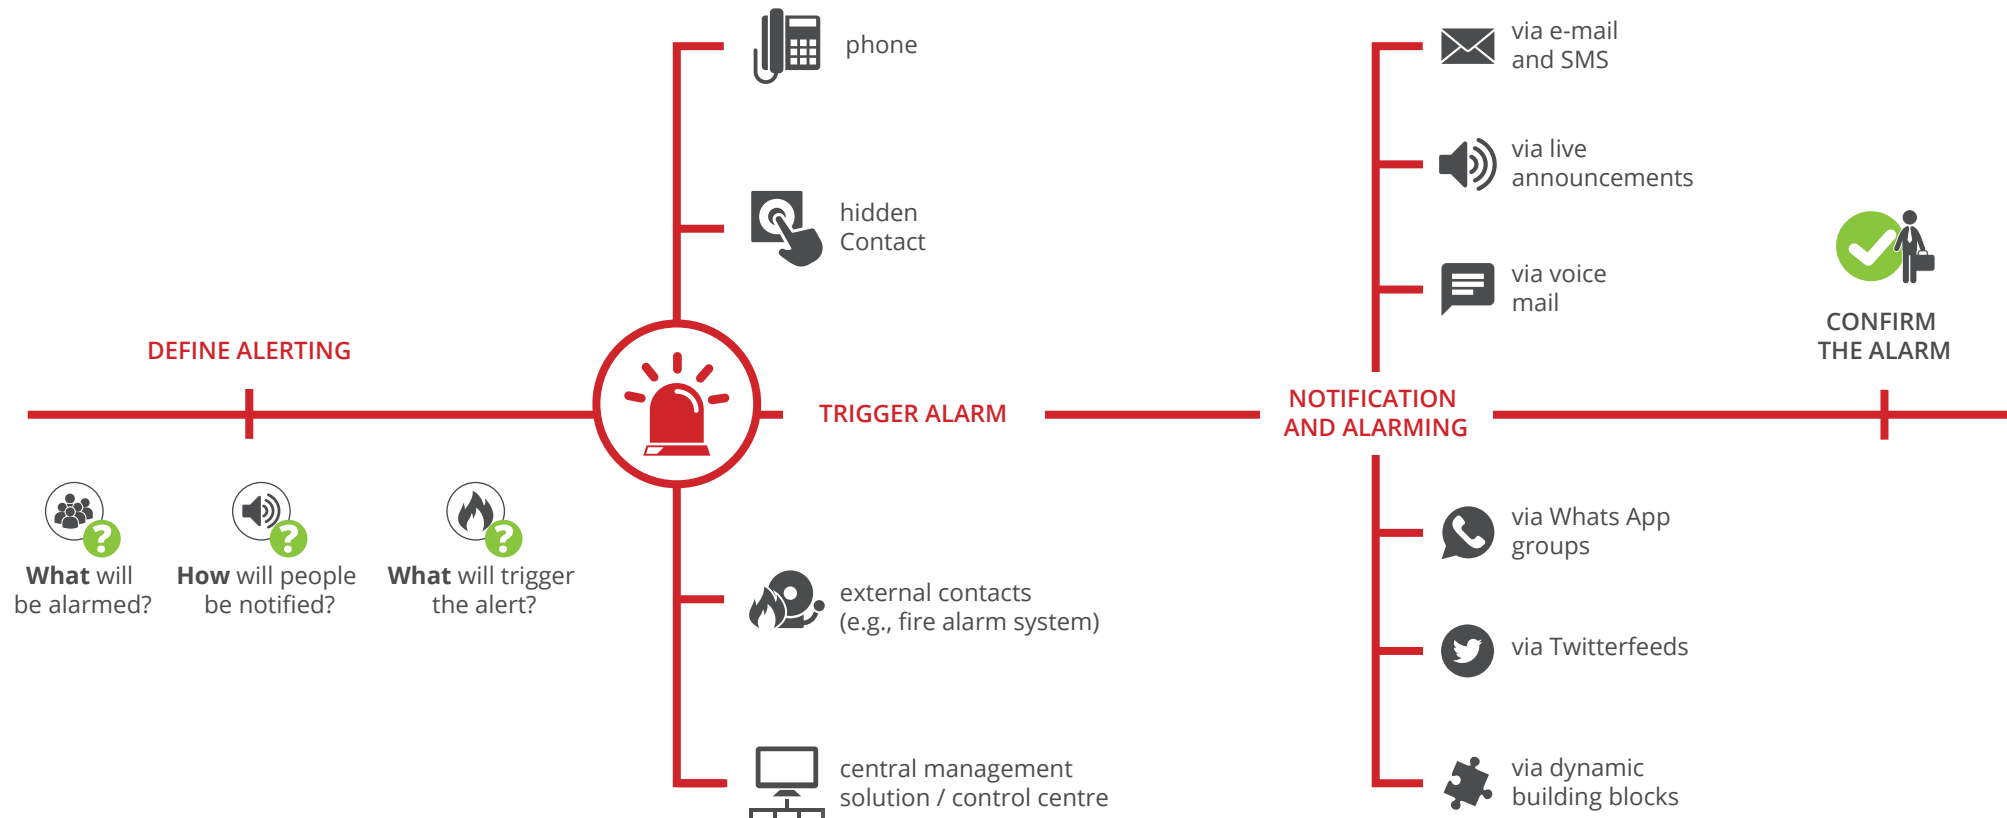 DEFINE ALERTING
What will
be alarmed?
How will people
be notified?
What will trigger
the alert?
TRIGGER ALARM
phone
hidden
Contact
external contacts
(e.g., fire alarm system)
central management
solution / control centre
NOTIFICATION
AND ALARMING
via e-mail
and SMS
via live
announcements
via voice
mail
via Whats App
groups
via Twitterfeeds
via dynamic
building blocks
CONFIRM
THE ALARM